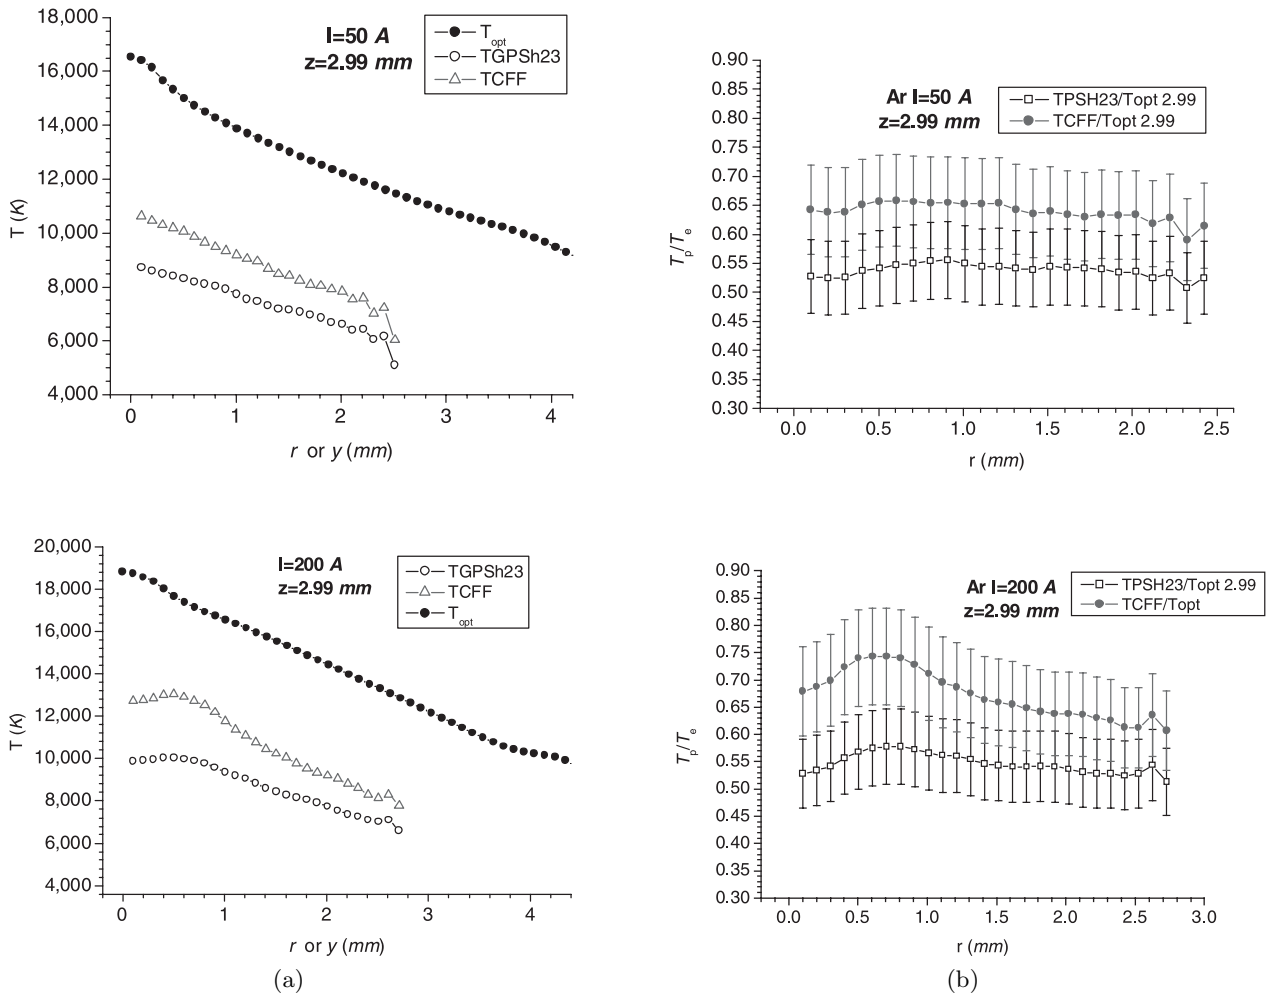 18,000
16,000
14,000
12,000
10,000
8,000
6,000
4,000
T (K)
I=50 A
z=2.99 mm
Topt
TGPSh23
TCFF
0 1 2 3 4
r or y (mm)
0.90
0.85
0.80
0.75
0.70
0.65
0.60
0.55
0.50
0.45
0.40
0.35
0.30
Tp/Te
Ar I=50 A
z=2.99 mm
TPSH23/Topt 2.99
TCFF/Topt 2.99
0.0 0.5 1.0 1.5 2.0 2.5
r (mm)
20,000
18,000
16,000
14,000
12,000
10,000
8,000
6,000
4,000
T (K)
I=200 A
z=2.99 mm
TGPSh23
TCFF
Topt
0 1 2 3 4
r or y (mm)
(a)
0.90
0.85
0.80
0.75
0.70
0.65
0.60
0.55
0.50
0.45
0.40
0.35
0.30
Tp/Te
Ar I=200 A
z=2.99 mm
TPSH23/Topt 2.99
TCFF/Topt
0.0 0.5 1.0 1.5 2.0 2.5 3.0
r (mm)
(b)